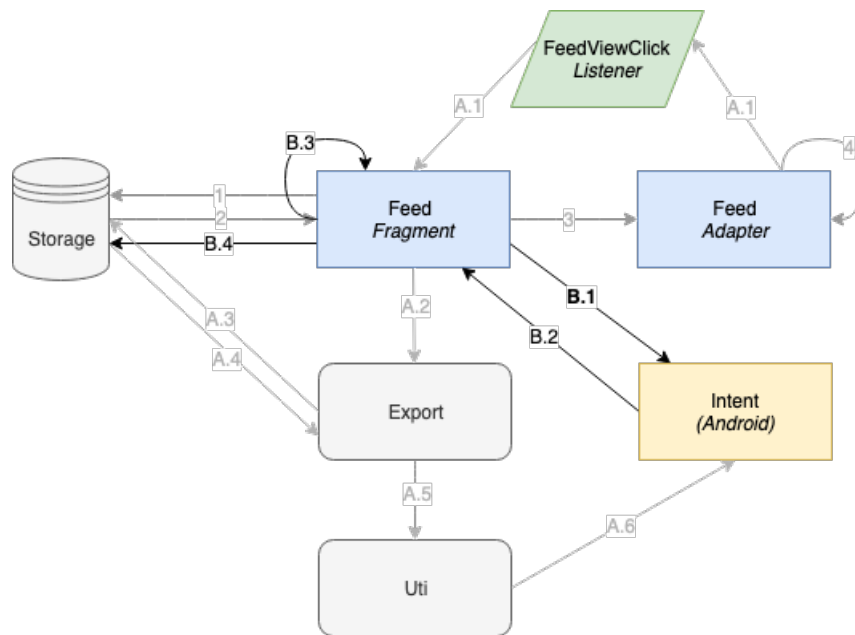 FeedViewClick
Listener
A.1
A.1
B.3
4
1
Feed
Fragment
Feed
Adapter
2
3
Storage
B.4
B.1
A.2
A.3
B.2
A.4
Export
Intent
(Android)
A.5
A.6
Uti